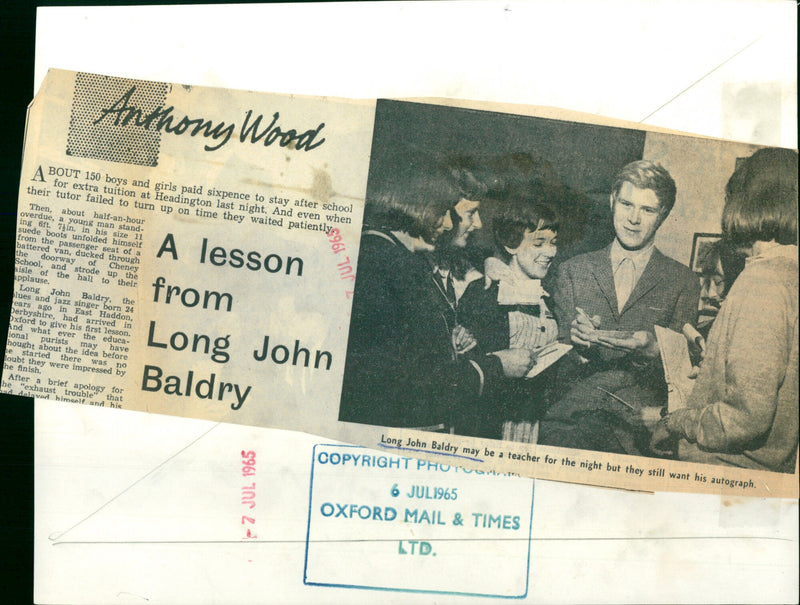 Anthony Wood
ABOUT 150 boys and girls paid sixpence to stay after school
for extra tuition at Headington last night. And even when
their tutor failed to turn up on time they waited patiently.
Then, about half-an-hour
overdue, a young man stand-
ing 6ft. 7½in. in his size 11
suede boots unfolded himself
from the passenger seat of a
battered van, ducked through
the doorway of Cheney
School, and strode up the
aisle of the hall to their
applause.
Long John Baldry, the
blues and jazz singer born 24
years ago in East Haddon,
Derbyshire, had arrived in
Oxford to give his first lesson.
And what ever the educa-
tional purists may have
thought about the idea before
he started there was no
doubt they were impressed by
the finish.
After a brief apology for
the "exhaust trouble" that
had delayed himself and his
A lesson
from
Long John
Baldry
7 JUL 1965
Long John Baldry may be a teacher for the night but they still want his autograph.
-7 JUL 1965
COPYRIGHT PHOTOGRAPH
6 JUL 1965
OXFORD MAIL & TIMES
LTD.